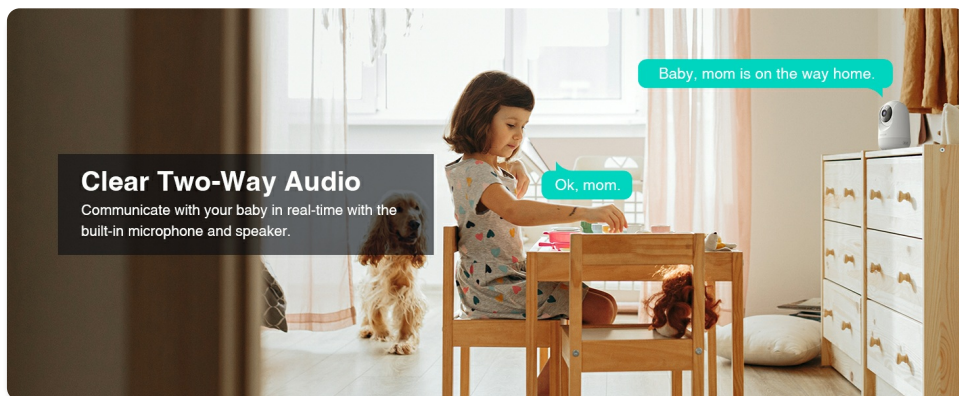 Baby, mom is on the way home.
Ok, mom.
Clear Two-Way Audio
Communicate with your baby in real-time with the
built-in microphone and speaker.